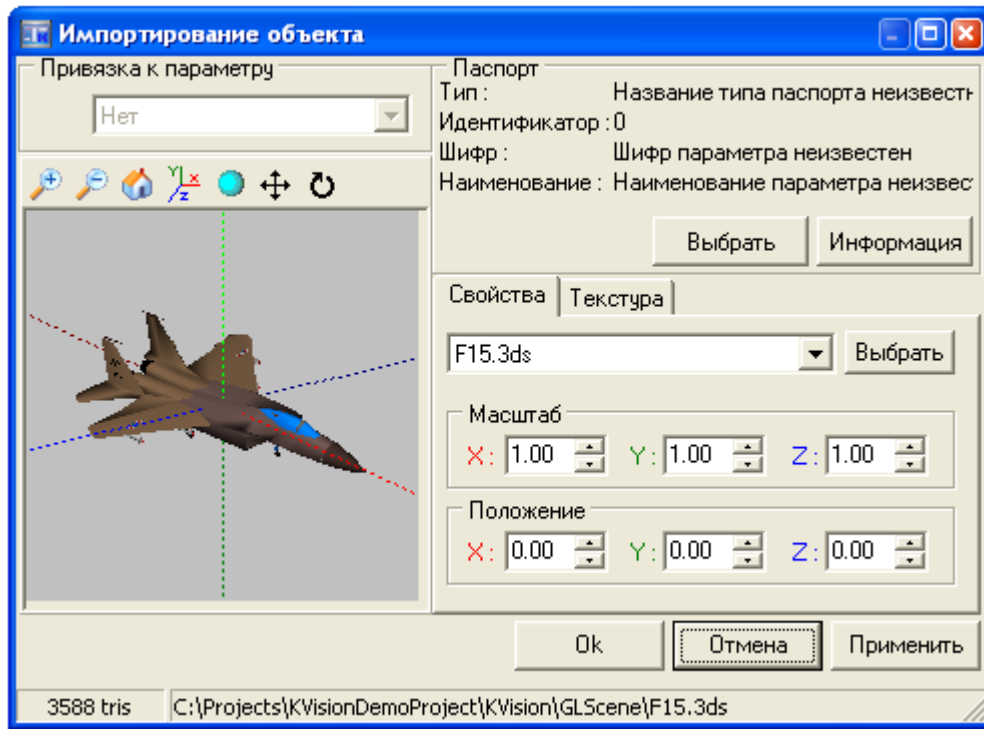 Импортирование объекта
Привязка к параметру
Нет
Паспорт
Тип : Название типа паспорта неизвестн
Идентификатор : 0
Шифр : Шифр параметра неизвестен
Наименование : Наименование параметра неизвес
Выбрать Информация
Y x z
Свойства Текстура
F15.3ds Выбрать
Масштаб
X: 1.00 Y: 1.00 Z: 1.00
Положение
X: 0.00 Y: 0.00 Z: 0.00
Ok Отмена Применить
3588 tris C:\Projects\KVisionDemoProject\KVision\GLScene\F15.3ds